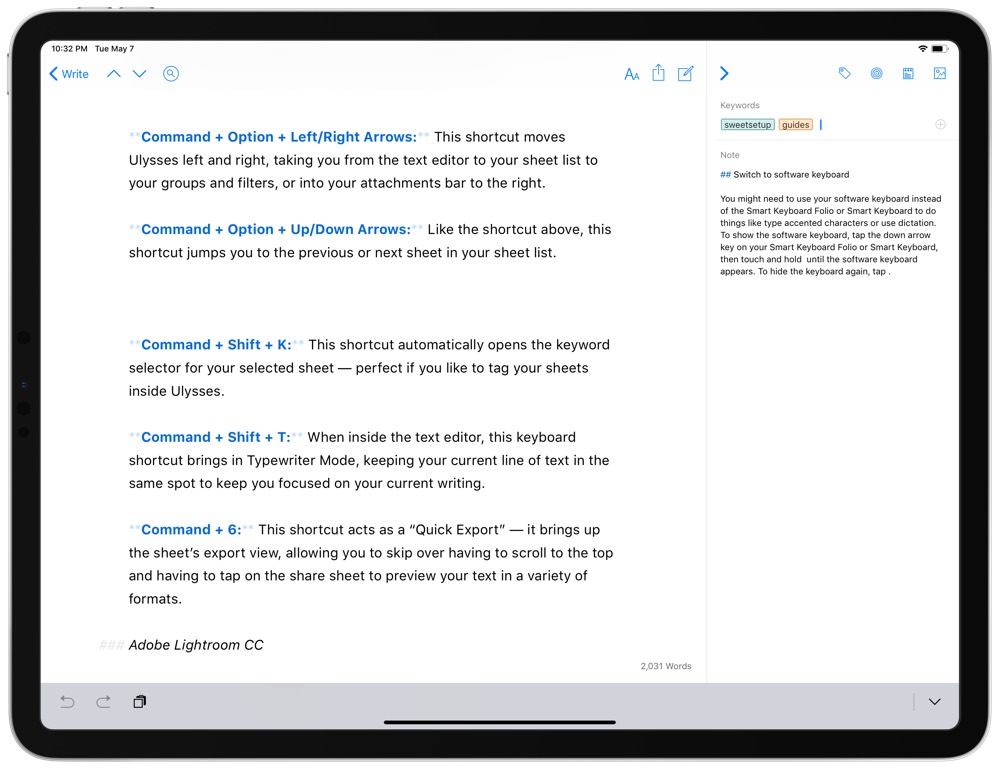 10:32 PM Tue May 7
Write
AA
**Command + Option + Left/Right Arrows:** This shortcut moves
Ulysses left and right, taking you from the text editor to your sheet list to
your groups and filters, or into your attachments bar to the right.
**Command + Option + Up/Down Arrows:** Like the shortcut above, this
shortcut jumps you to the previous or next sheet in your sheet list.
**Command + Shift + K:** This shortcut automatically opens the keyword
selector for your selected sheet — perfect if you like to tag your sheets
inside Ulysses.
**Command + Shift + T:** When inside the text editor, this keyboard
shortcut brings in Typewriter Mode, keeping your current line of text in the
same spot to keep you focused on your current writing.
**Command + 6:** This shortcut acts as a “Quick Export” — it brings up
the sheet’s export view, allowing you to skip over having to scroll to the top
and having to tap on the share sheet to preview your text in a variety of
formats.
### Adobe Lightroom CC
2,031 Words
Keywords
sweetsetup guides
Note
## Switch to software keyboard
You might need to use your software keyboard instead
of the Smart Keyboard Folio or Smart Keyboard to do
things like type accented characters or use dictation.
To show the software keyboard, tap the down arrow
key on your Smart Keyboard Folio or Smart Keyboard,
then touch and hold  until the software keyboard
appears. To hide the keyboard again, tap .